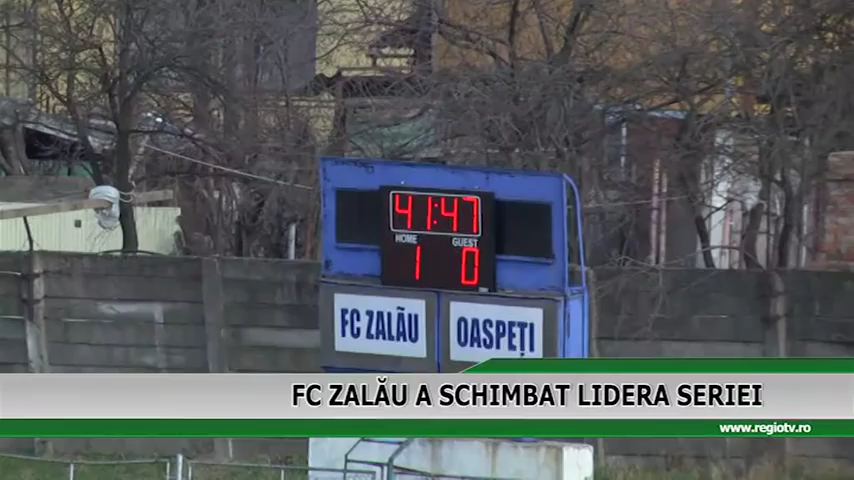 41:47
HOME GUEST
1 0
FC ZALĂU OASPEȚI
FC ZALĂU A SCHIMBAT LIDERA SERIEI
www.regiotv.ro